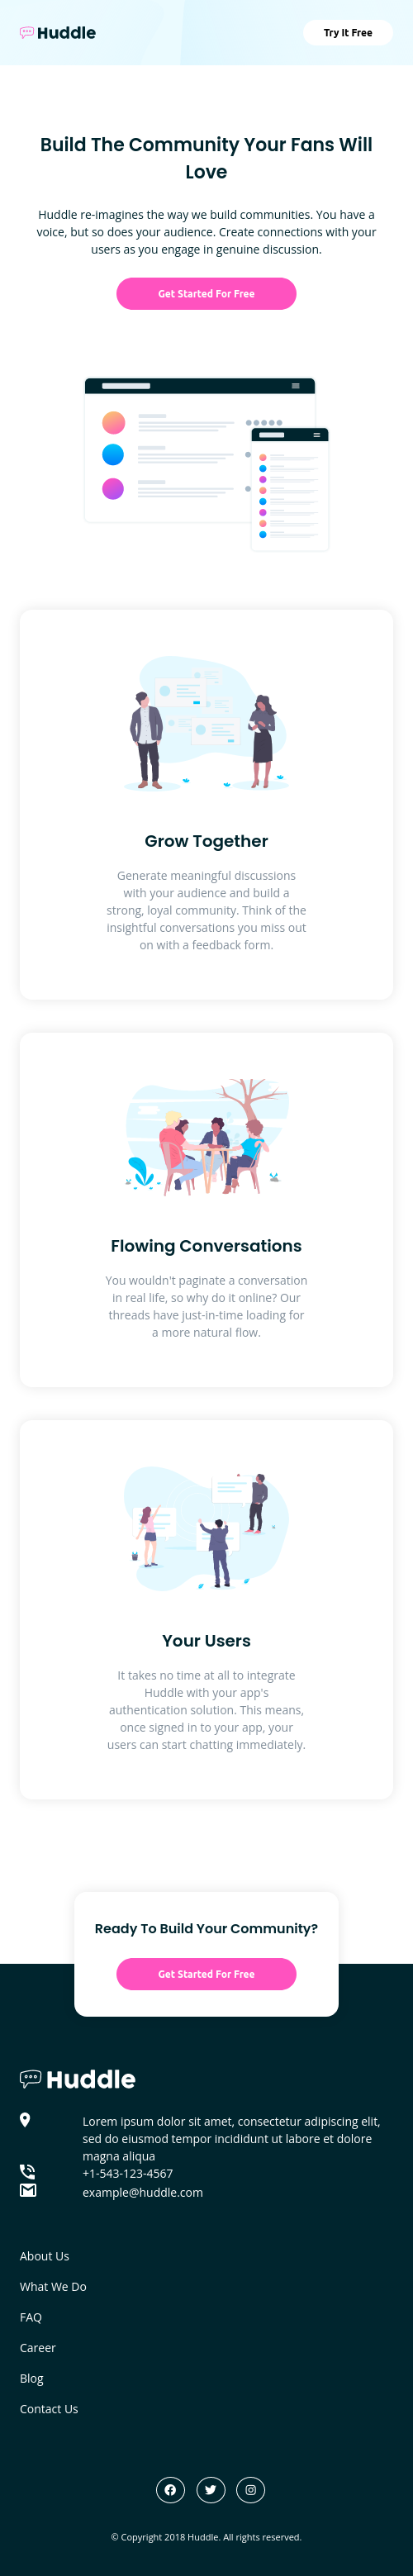 Huddle
Try It Free
Build The Community Your Fans Will
Love
Huddle re-imagines the way we build communities. You have a
voice, but so does your audience. Create connections with your
users as you engage in genuine discussion.
Get Started For Free
Grow Together
Generate meaningful discussions
with your audience and build a
strong, loyal community. Think of the
insightful conversations you miss out
on with a feedback form.
Flowing Conversations
You wouldn't paginate a conversation
in real life, so why do it online? Our
threads have just-in-time loading for
a more natural flow.
Your Users
It takes no time at all to integrate
Huddle with your app's
authentication solution. This means,
once signed in to your app, your
users can start chatting immediately.
Ready To Build Your Community?
Get Started For Free
Huddle
Lorem ipsum dolor sit amet, consectetur adipiscing elit,
sed do eiusmod tempor incididunt ut labore et dolore
magna aliqua
+1-543-123-4567
example@huddle.com
About Us
What We Do
FAQ
Career
Blog
Contact Us
© Copyright 2018 Huddle. All rights reserved.